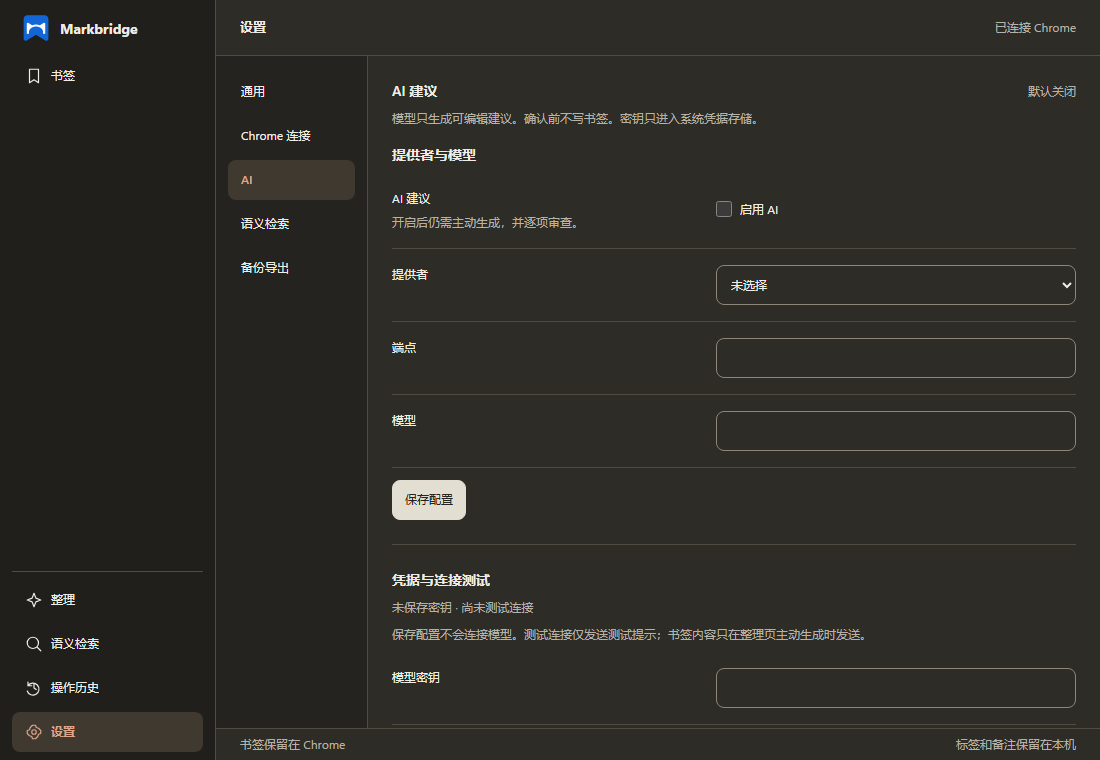 Markbridge
书签
整理
语义检索
操作历史
设置
设置
已连接 Chrome
通用
Chrome 连接
AI
语义检索
备份导出
AI 建议
默认关闭
模型只生成可编辑建议。确认前不写书签。密钥只进入系统凭据存储。
提供者与模型
AI 建议
开启后仍需主动生成，并逐项审查。
启用 AI
提供者
未选择
端点
模型
保存配置
凭据与连接测试
未保存密钥 · 尚未测试连接
保存配置不会连接模型。测试连接仅发送测试提示；书签内容只在整理页主动生成时发送。
模型密钥
书签保留在 Chrome
标签和备注保留在本机